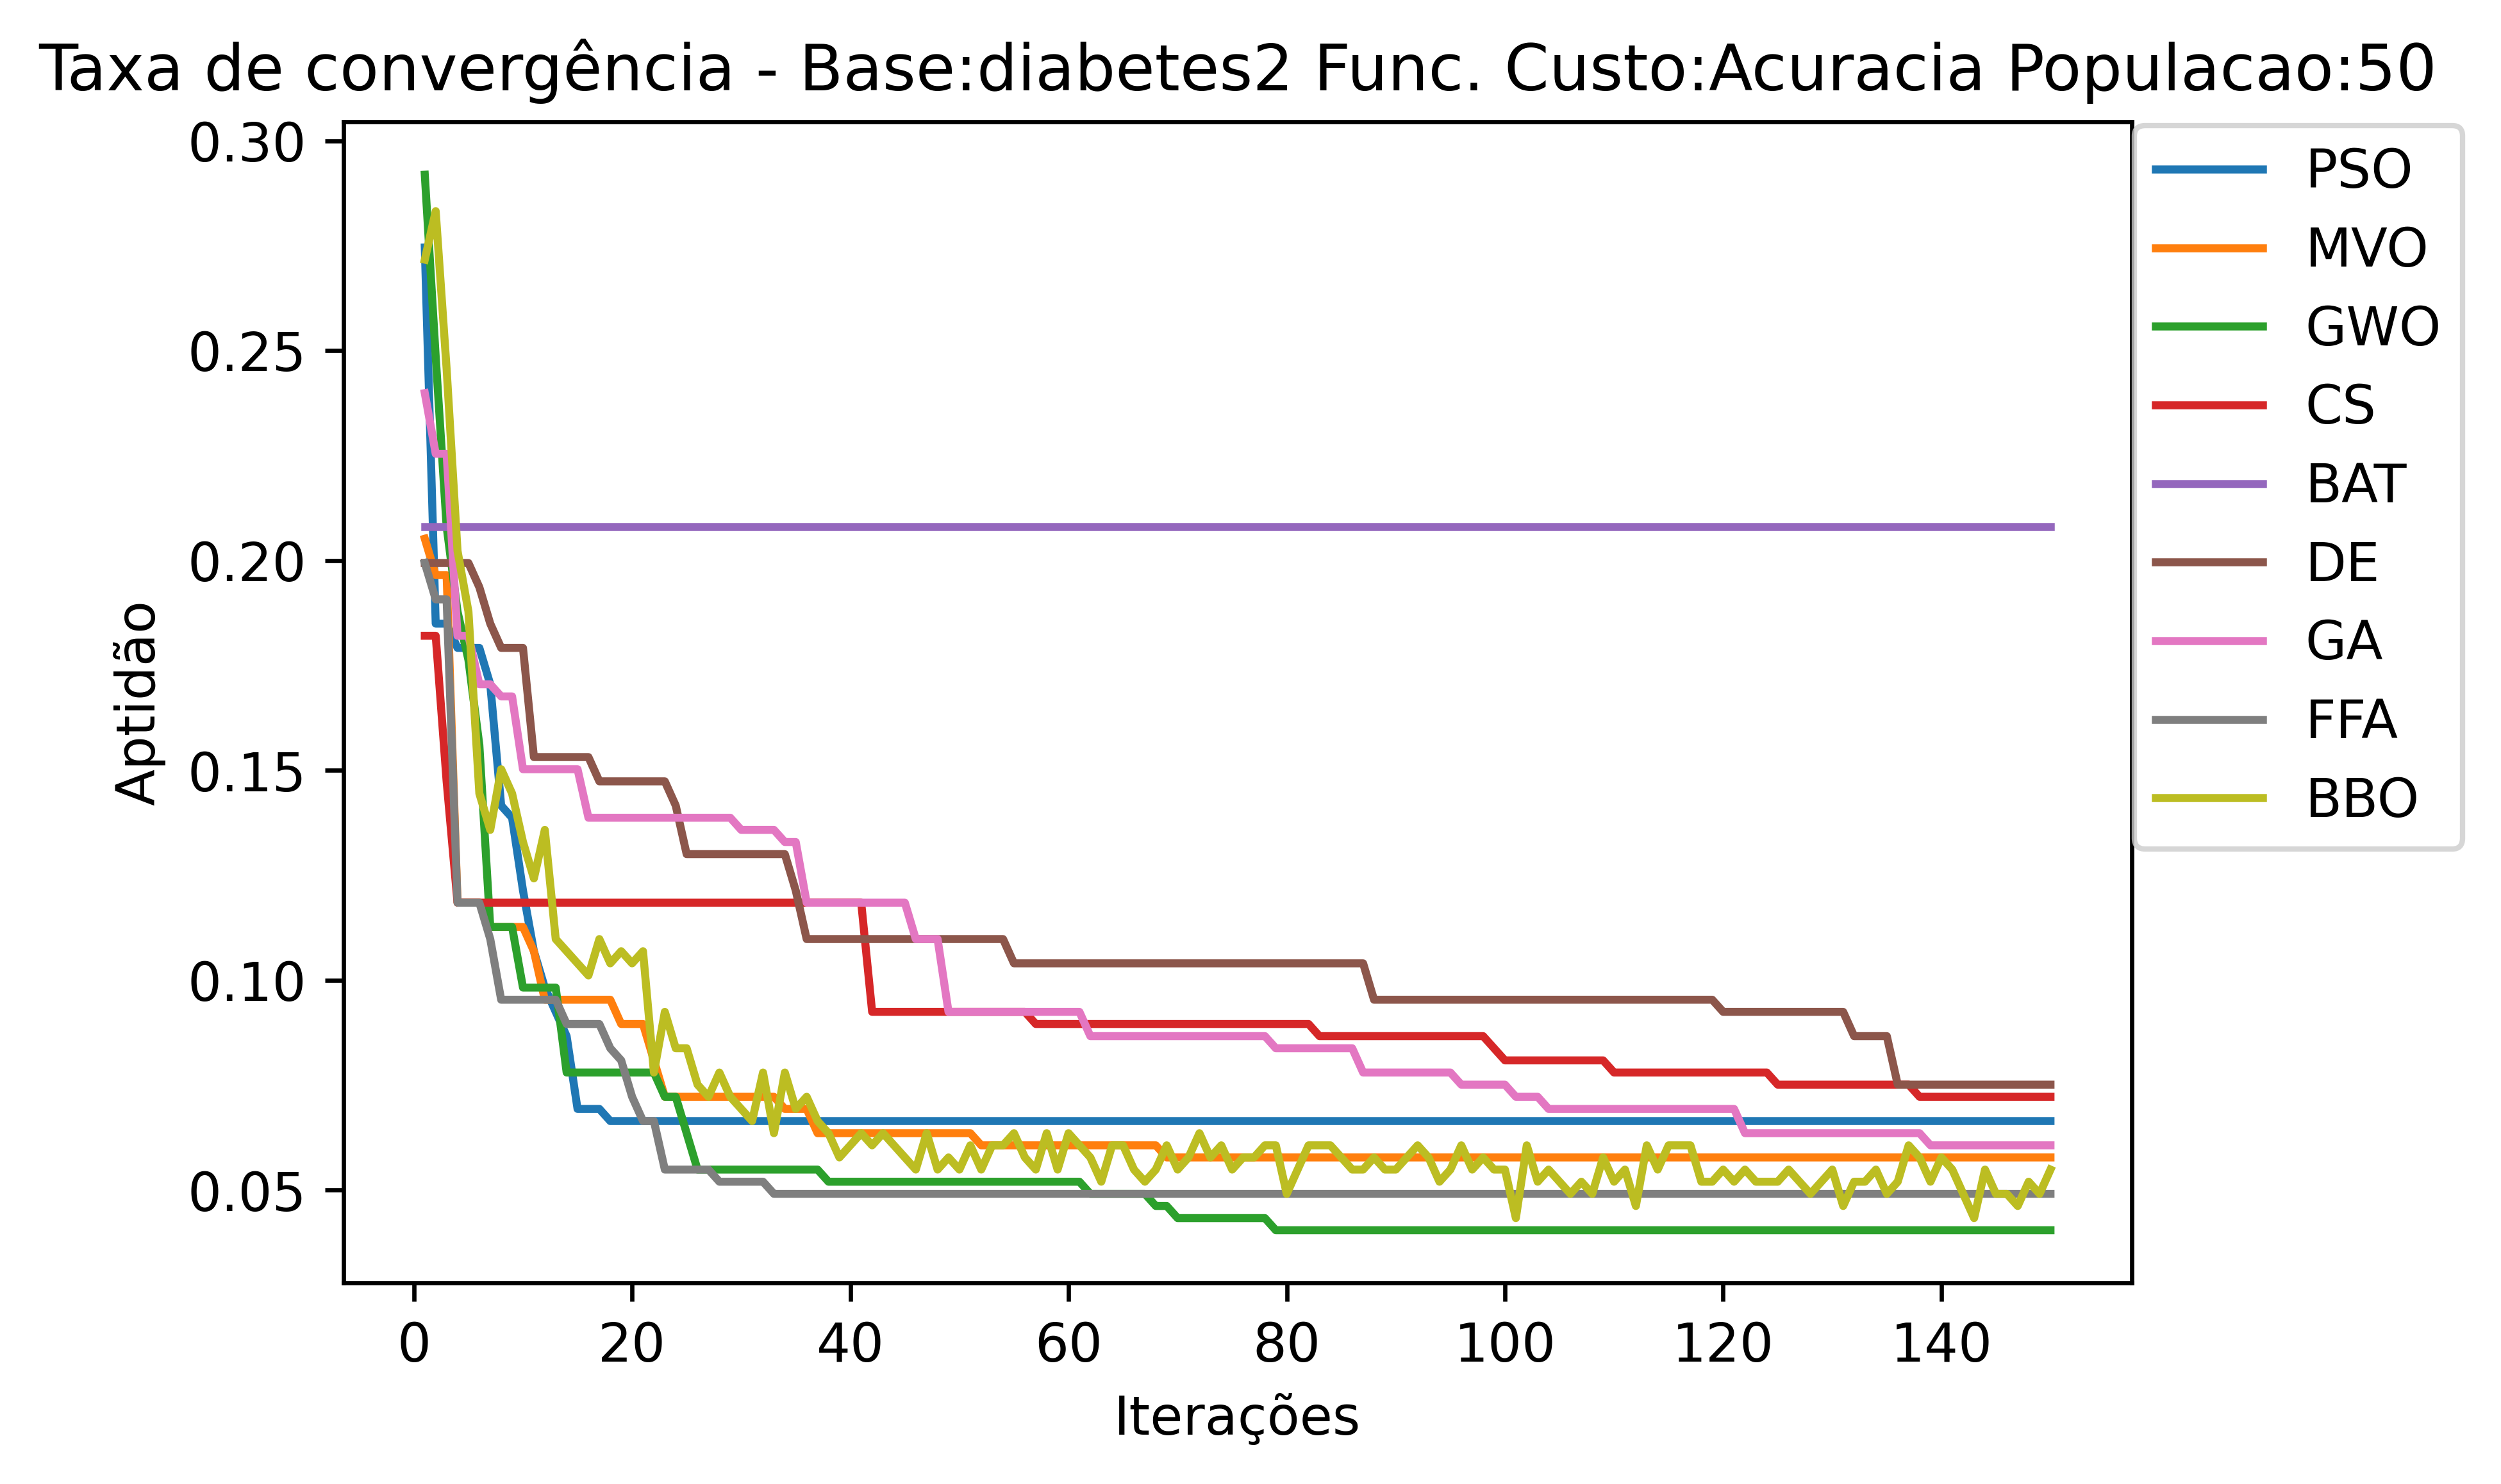 Taxa de convergência - Base:diabetes2 Func. Custo:Acuracia Populacao:50
0.30
0.25
0.20
0.15
0.10
0.05
Aptidão
0 20 40 60 80 100 120 140
Iterações
PSO
MVO
GWO
CS
BAT
DE
GA
FFA
BBO